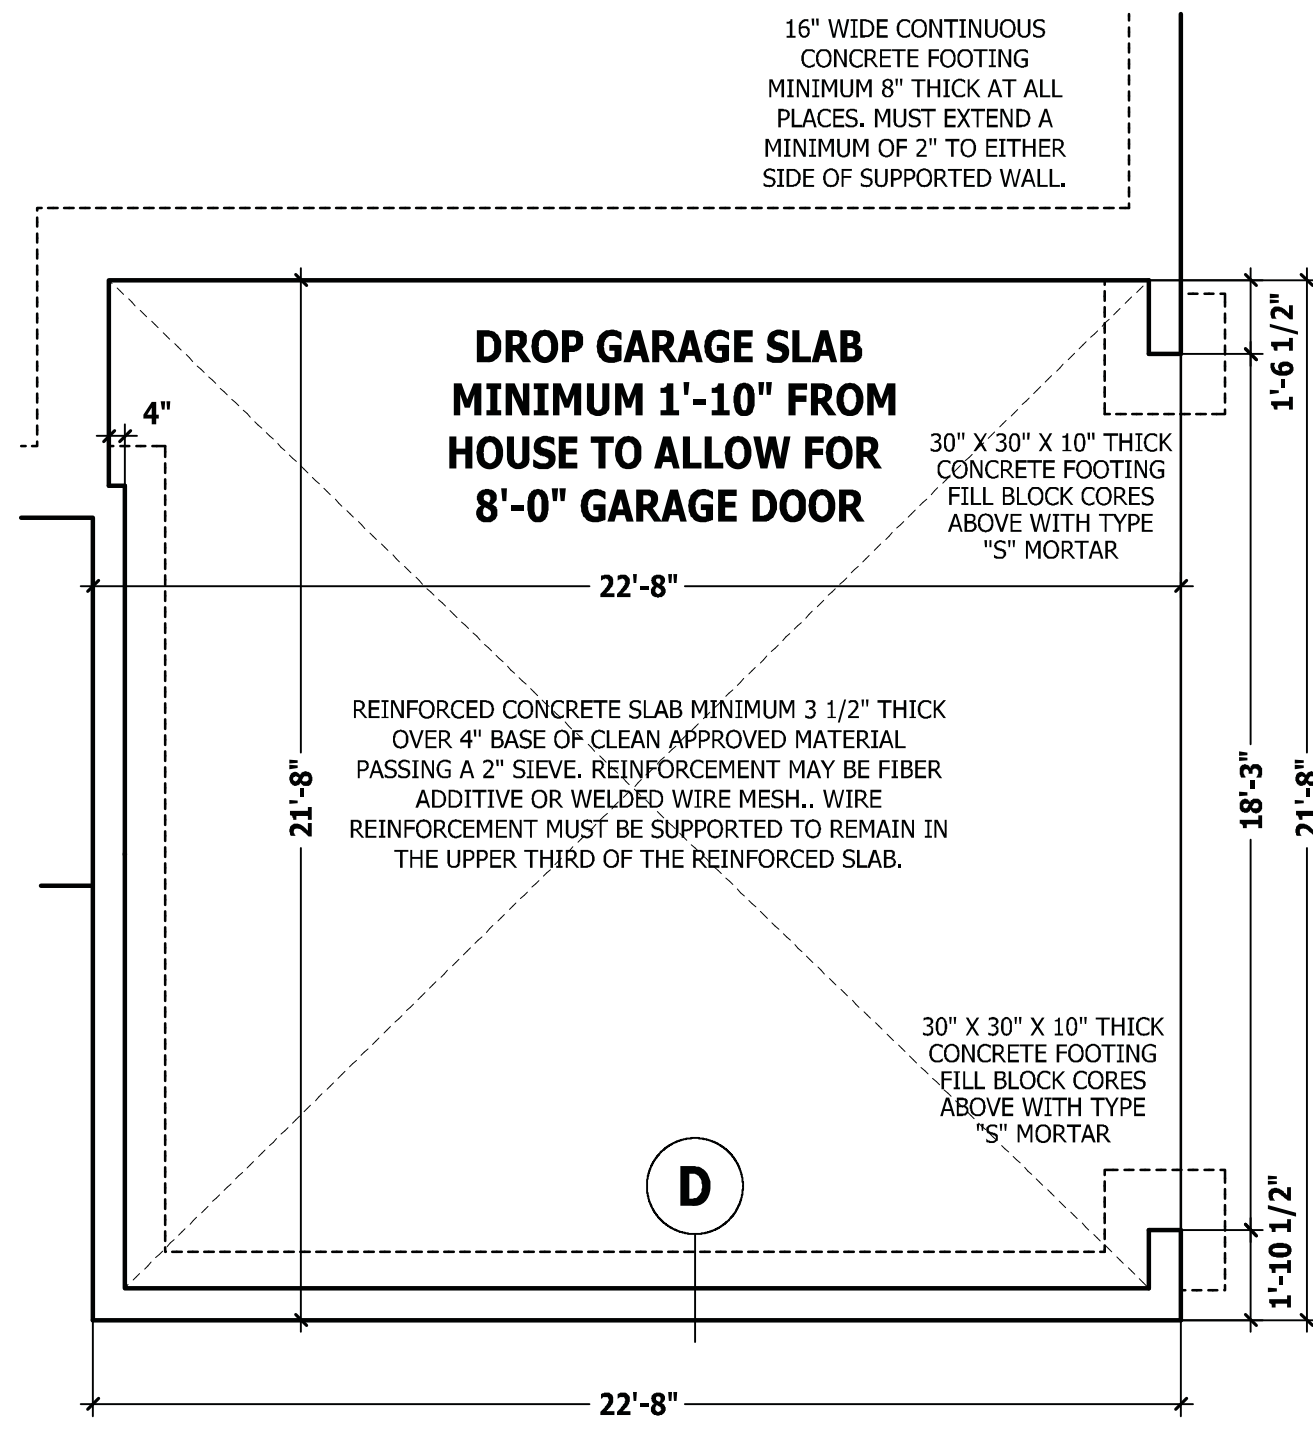 16" WIDE CONTINUOUS
CONCRETE FOOTING
MINIMUM 8" THICK AT ALL
PLACES. MUST EXTEND A
MINIMUM OF 2" TO EITHER
SIDE OF SUPPORTED WALL.
1'-6 1/2"
DROP GARAGE SLAB
MINIMUM 1'-10" FROM
HOUSE TO ALLOW FOR
8'-0" GARAGE DOOR
4"
30" X 30" X 10" THICK
CONCRETE FOOTING
FILL BLOCK CORES
ABOVE WITH TYPE
"S" MORTAR
22'-8"
REINFORCED CONCRETE SLAB MINIMUM 3 1/2" THICK
OVER 4" BASE OF CLEAN APPROVED MATERIAL
PASSING A 2" SIEVE. REINFORCEMENT MAY BE FIBER
ADDITIVE OR WELDED WIRE MESH.. WIRE
REINFORCEMENT MUST BE SUPPORTED TO REMAIN IN
THE UPPER THIRD OF THE REINFORCED SLAB.
21'-8"
18'-3"
21'-8"
30" X 30" X 10" THICK
CONCRETE FOOTING
FILL BLOCK CORES
ABOVE WITH TYPE
"S" MORTAR
D
1'-10 1/2"
22'-8"